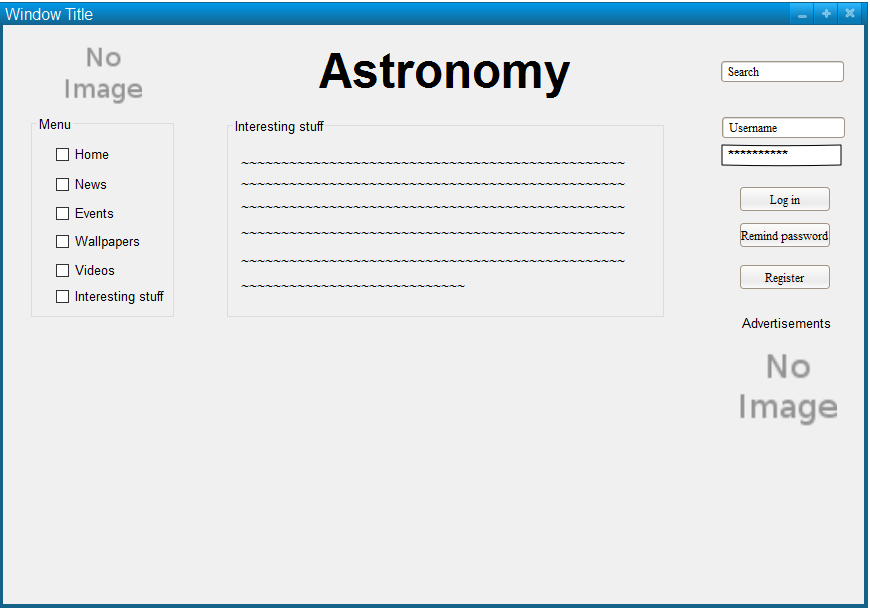 Window Title
No
Image
Astronomy
Search
Menu
Home
News
Events
Wallpapers
Videos
Interesting stuff
Interesting stuff
~~~~~~~~~~~~~~~~~~~~~~~~~~~~~~~~~~~~~~~~~~~~~~~~
~~~~~~~~~~~~~~~~~~~~~~~~~~~~~~~~~~~~~~~~~~~~~~~~
~~~~~~~~~~~~~~~~~~~~~~~~~~~~~~~~~~~~~~~~~~~~~~~~
~~~~~~~~~~~~~~~~~~~~~~~~~~~~~~~~~~~~~~~~~~~~~~~~
~~~~~~~~~~~~~~~~~~~~~~~~~~~~~~~~~~~~~~~~~~~~~~~~
~~~~~~~~~~~~~~~~~~~~~~~~~~~~
Username
**********
Log in
Remind password
Register
Advertisements
No
Image